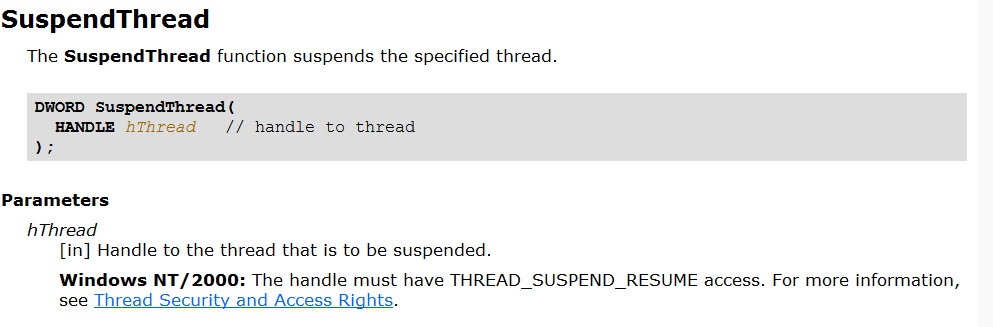 SuspendThread
The SuspendThread function suspends the specified thread.
DWORD SuspendThread(
  HANDLE hThread   // handle to thread
);
Parameters
hThread
[in] Handle to the thread that is to be suspended.
Windows NT/2000: The handle must have THREAD_SUSPEND_RESUME access. For more information,
see Thread Security and Access Rights.